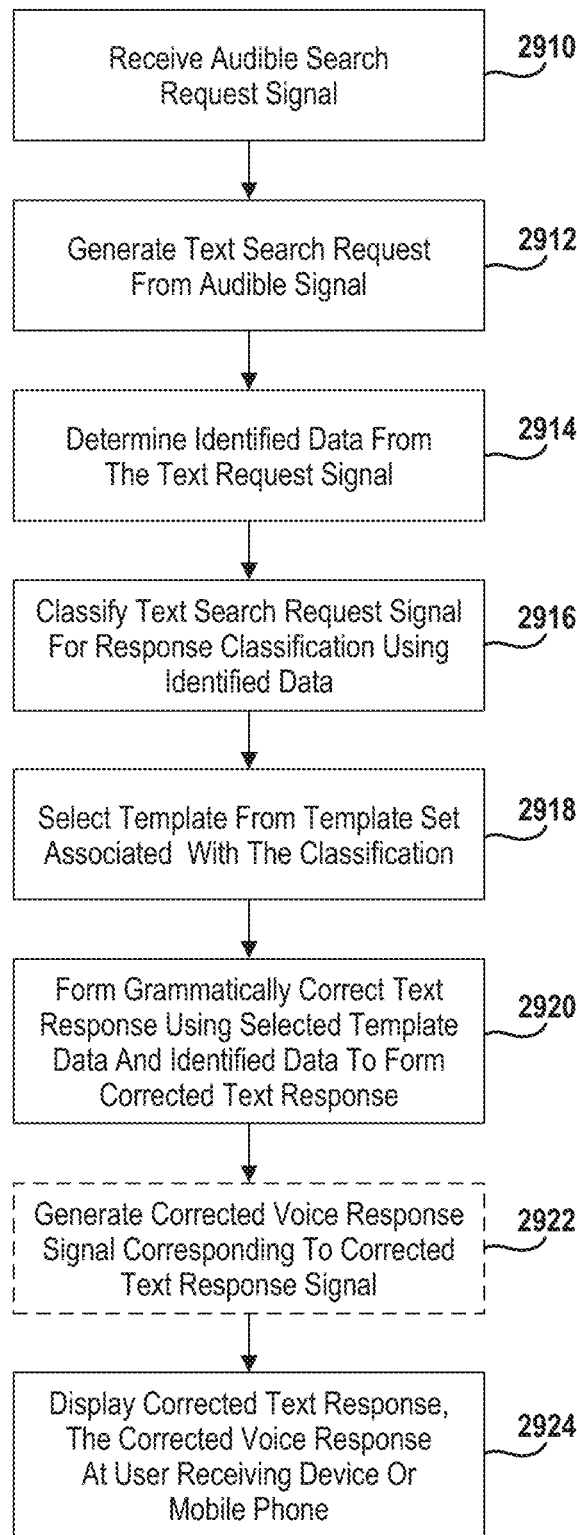 Receive Audible Search
Request Signal
2910
Generate Text Search Request
From Audible Signal
2912
Determine Identified Data From
The Text Request Signal
2914
Classify Text Search Request Signal
For Response Classification Using
Identified Data
2916
Select Template From Template Set
Associated With The Classification
2918
Form Grammatically Correct Text
Response Using Selected Template
Data And Identified Data To Form
Corrected Text Response
2920
Generate Corrected Voice Response
Signal Corresponding To Corrected
Text Response Signal
2922
Display Corrected Text Response,
The Corrected Voice Response
At User Receiving Device Or
Mobile Phone
2924